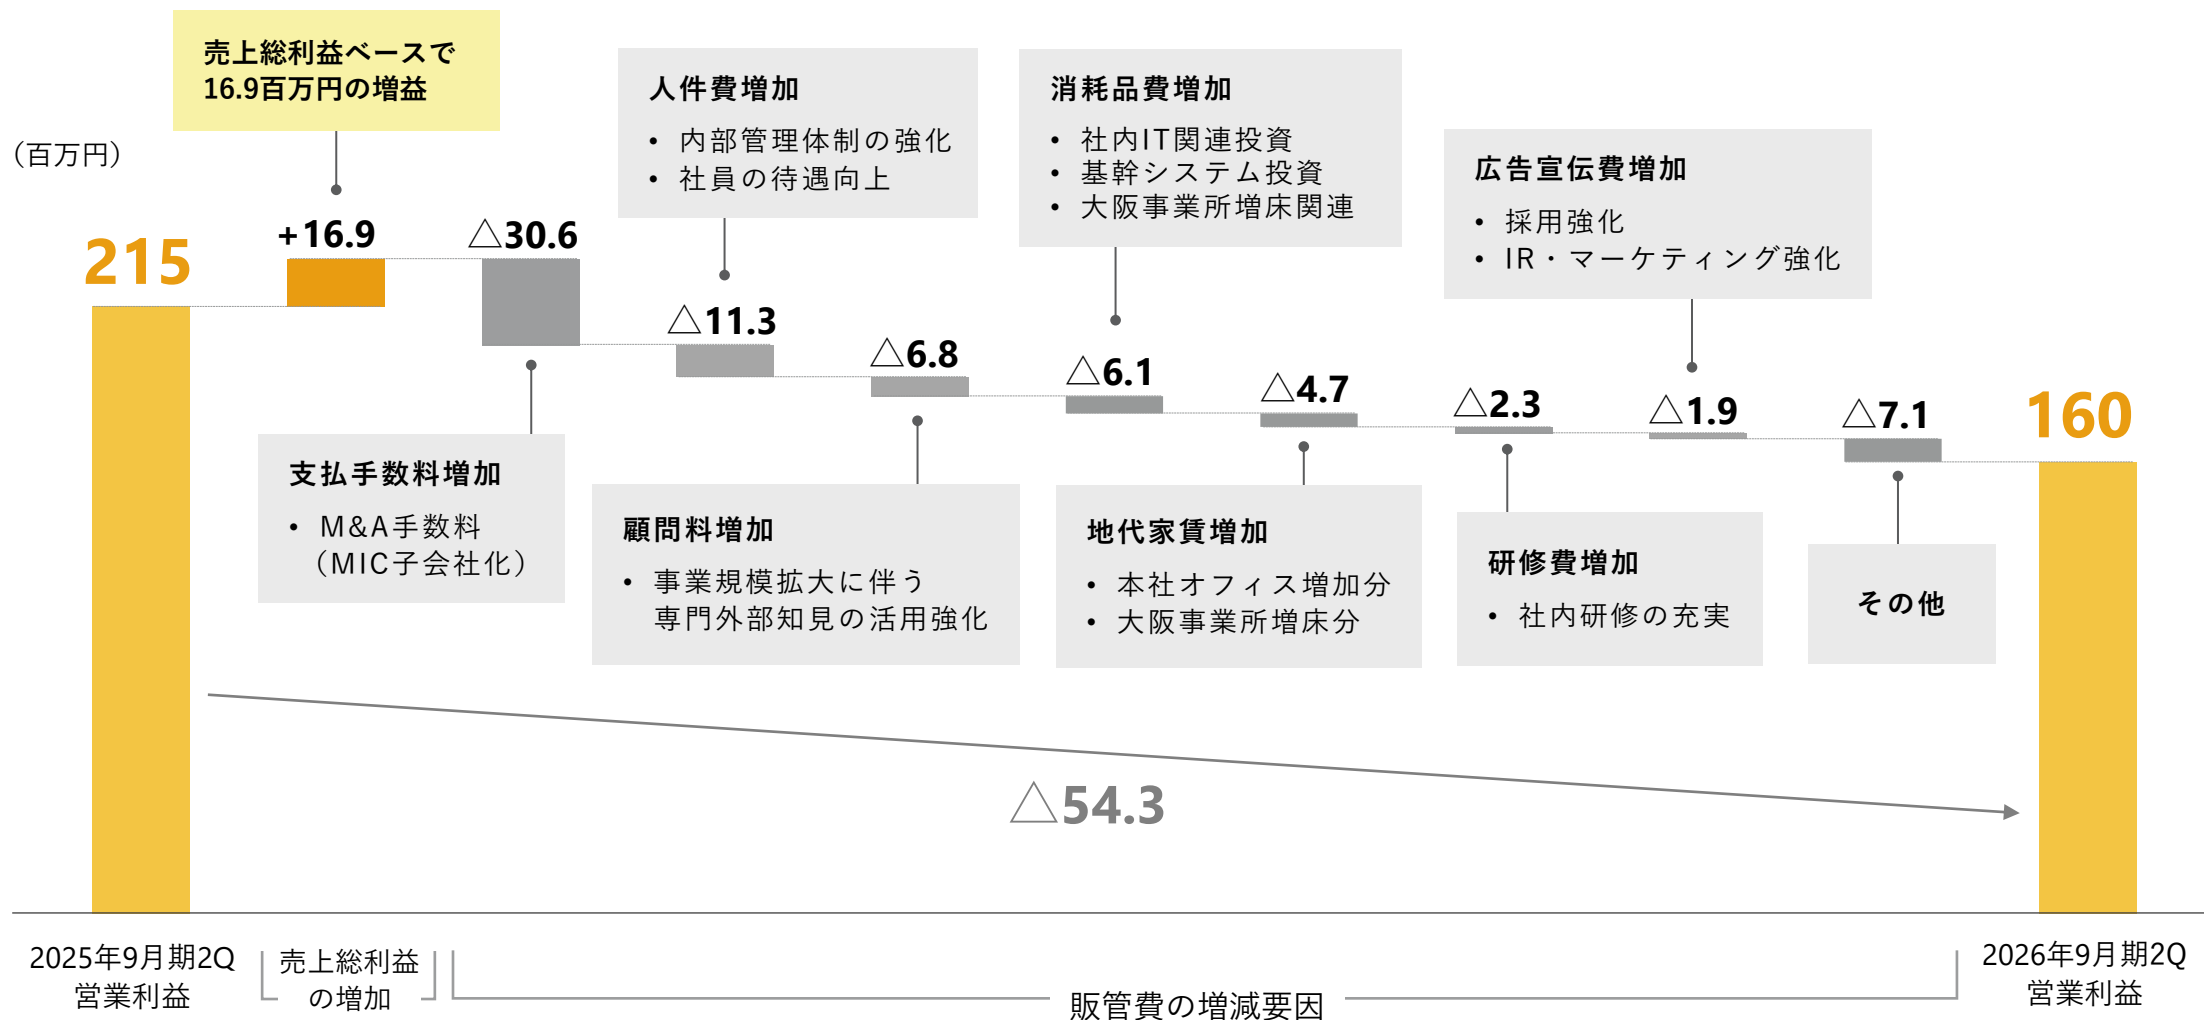 売上総利益ベースで
16.9百万円の増益
（百万円）
人件費増加
• 内部管理体制の強化
• 社員の待遇向上
消耗品費増加
• 社内IT関連投資
• 基幹システム投資
• 大阪事業所増床関連
広告宣伝費増加
• 採用強化
• IR・マーケティング強化
215
+16.9
△30.6
△11.3
△6.8
△6.1
△4.7
△2.3
△1.9
△7.1
160
支払手数料増加
• M&A手数料
（MIC子会社化）
顧問料増加
• 事業規模拡大に伴う
専門外部知見の活用強化
地代家賃増加
• 本社オフィス増加分
• 大阪事業所増床分
研修費増加
• 社内研修の充実
その他
△54.3
2025年9月期2Q
営業利益
売上総利益
の増加
販管費の増減要因
2026年9月期2Q
営業利益